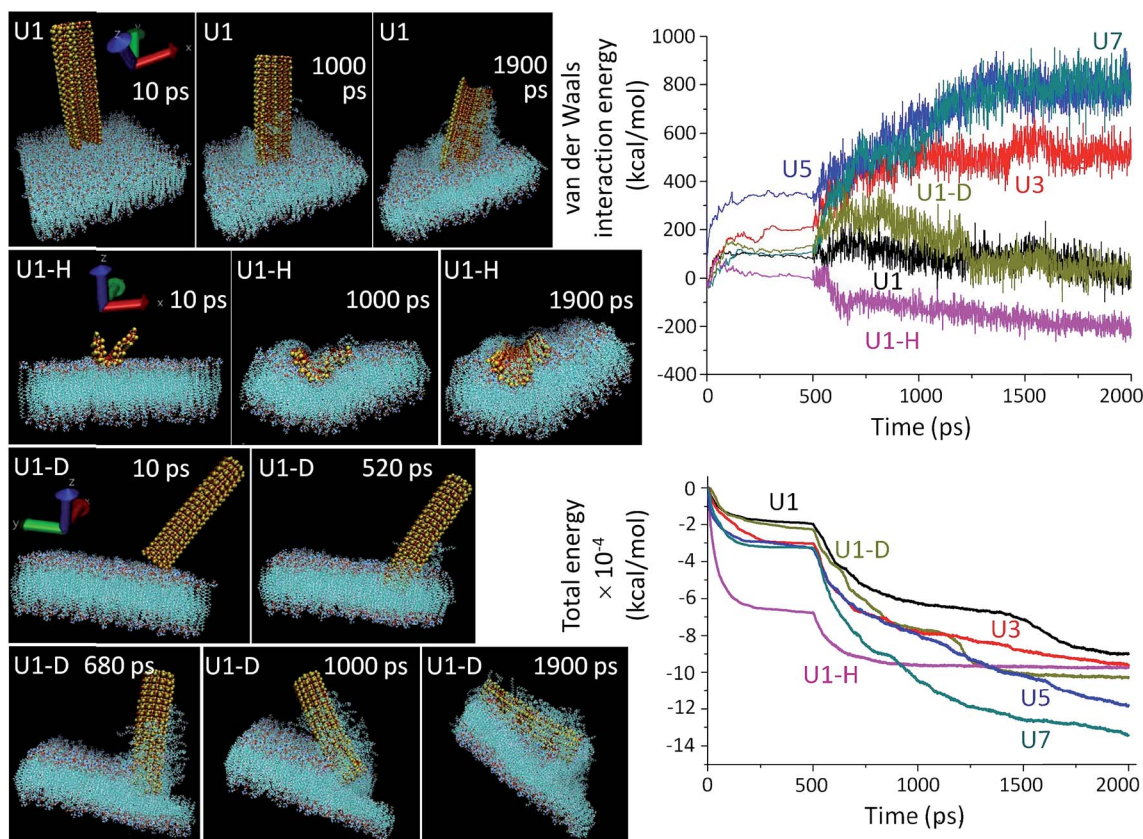 U1
10 ps
U1
1000
ps
U1
1900
ps
z
y
x
U1-H
10 ps
U1-H
1000 ps
U1-H
1900 ps
z
x
U1-D
10 ps
U1-D
520 ps
z
x
y
U1-D
680 ps
U1-D
1000 ps
U1-D
1900 ps
van der Waals
interaction energy
(kcal/mol)
1000
800
600
400
200
0
-200
-400
U7
U5
U3
U1-D
U1
U1-H
0
500
1000
1500
2000
Time (ps)
Total energy
× 10-4
(kcal/mol)
0
-2
-4
-6
-8
-10
-12
-14
U1
U1-D
U3
U1-H
U5
U7
0
500
1000
1500
2000
Time (ps)